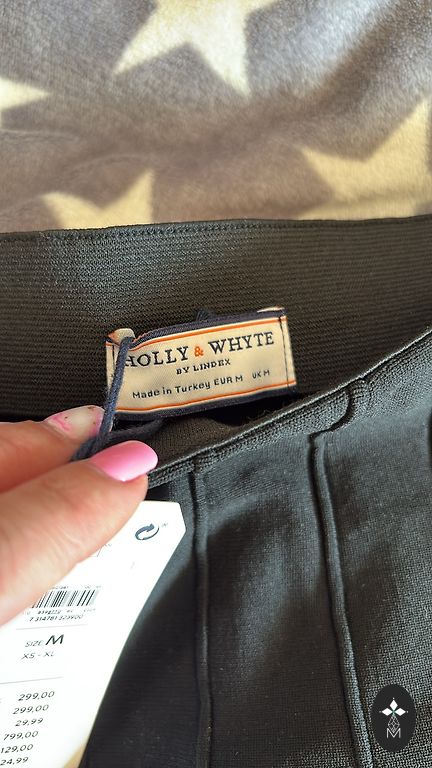 HOLLY & WHYTE
BY LINDEX
Made in Turkey EUR M UK M
7314781323900
SIZE M
XS - XL
299,00
299,00
29,99
799,00
129,00
24,99
M